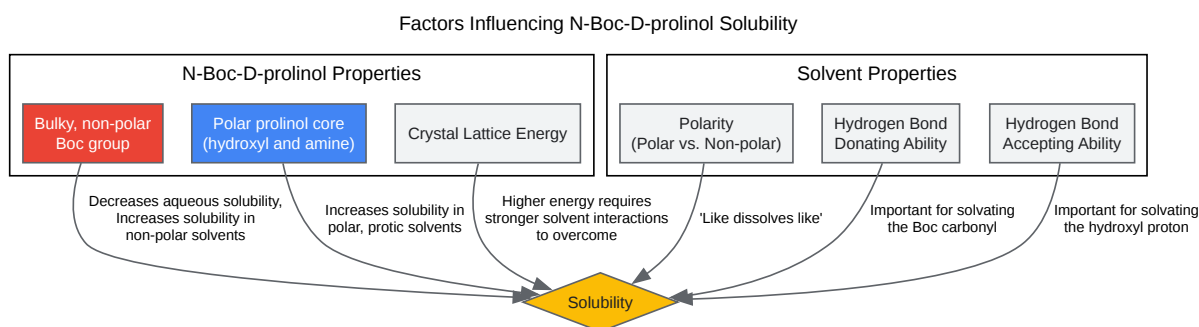 Factors Influencing N-Boc-D-prolinol Solubility
N-Boc-D-prolinol Properties
Solvent Properties
Bulky, non-polar
Boc group
Polar prolinol core
(hydroxyl and amine)
Crystal Lattice Energy
Polarity
(Polar vs. Non-polar)
Hydrogen Bond
Donating Ability
Hydrogen Bond
Accepting Ability
Decreases aqueous solubility,
Increases solubility in
non-polar solvents
Increases solubility in
polar, protic solvents
Higher energy requires
stronger solvent interactions
to overcome
'Like dissolves like'
Important for solvating
the Boc carbonyl
Important for solvating
the hydroxyl proton
Solubility